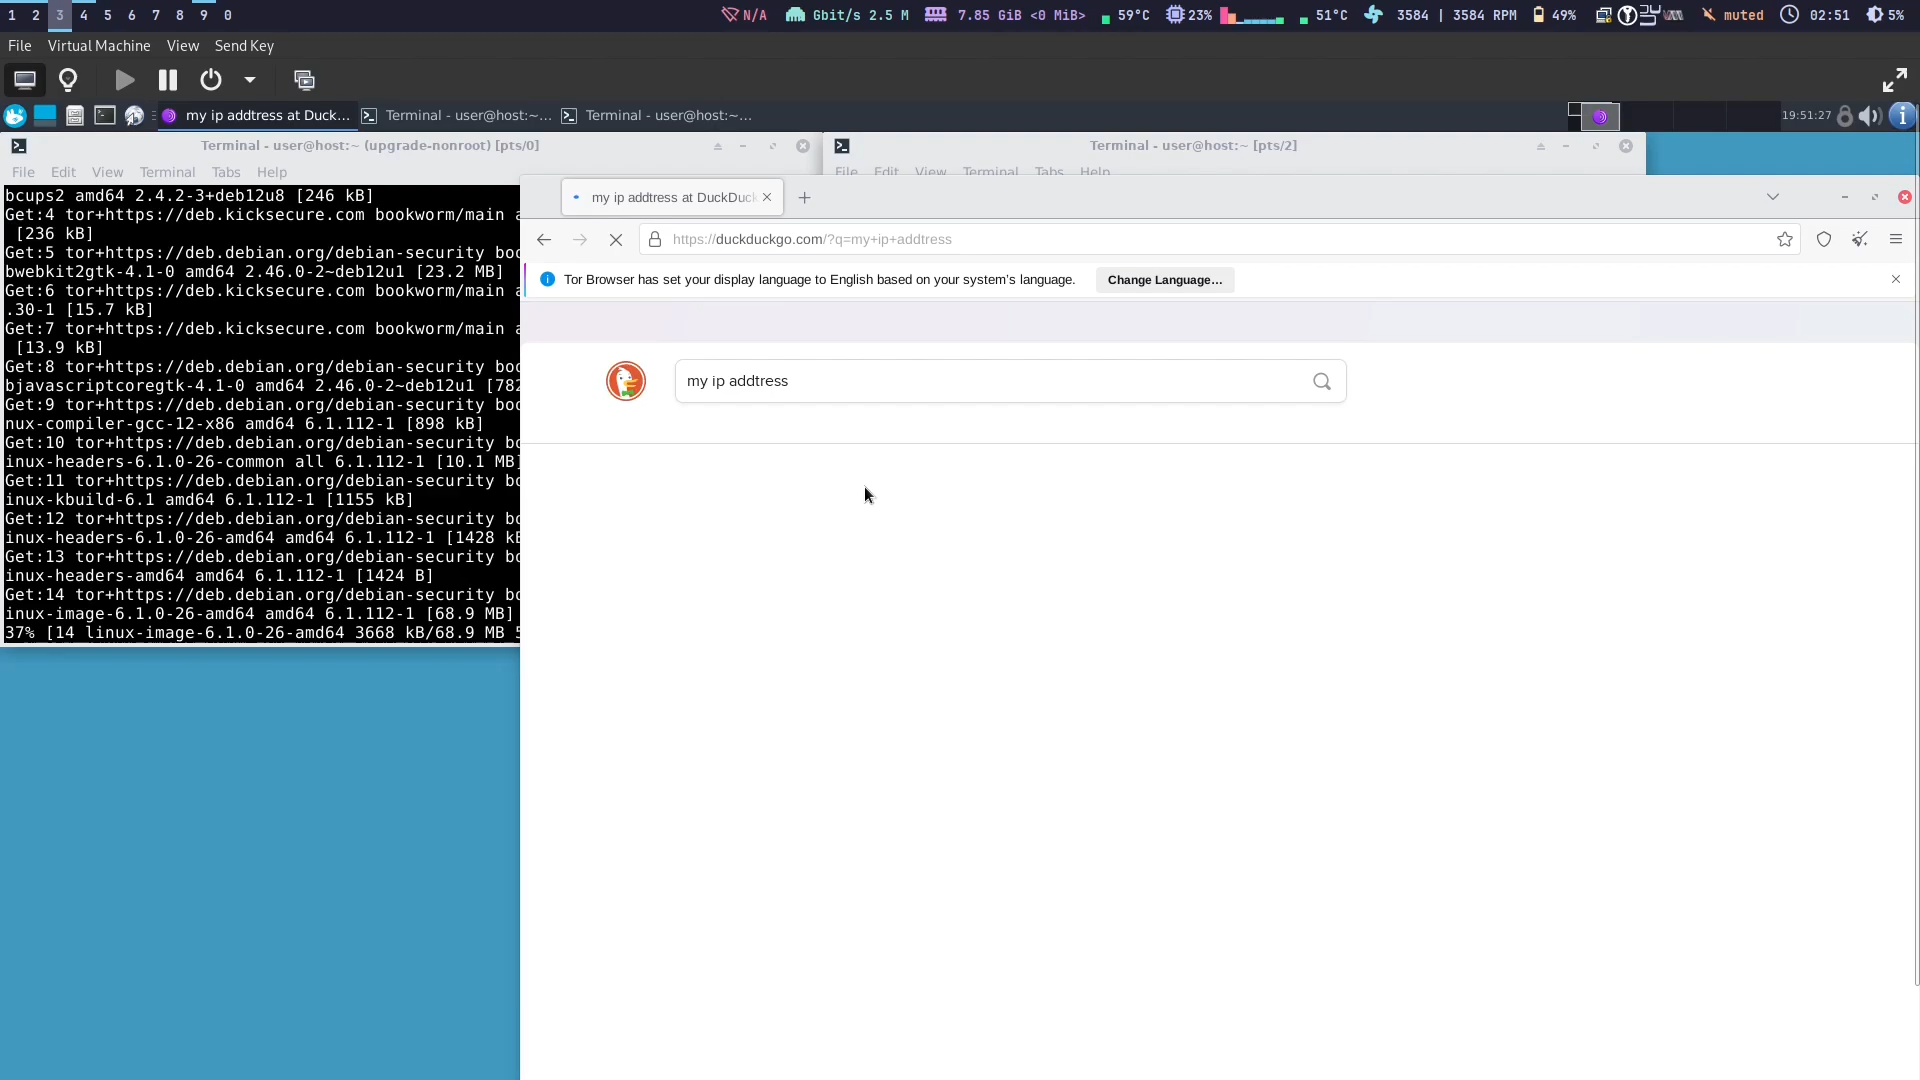 1 2 3 4 5 6 7 8 9 0 N/A Gbit/s 2.5 M 7.85 GiB <0 MiB> 59°C 23% 51°C 3584 | 3584 RPM 49% muted 02:51 5%
File Virtual Machine View Send Key
my ip addtress at Duck... Terminal - user@host:~... Terminal - user@host:~... 19:51:27
Terminal - user@host:~ (upgrade-nonroot) [pts/0]
File Edit View Terminal Tabs Help
bcups2 amd64 2.4.2-3+deb12u8 [246 kB]
Get:4 tor+https://deb.kicksecure.com bookworm/main a
[236 kB]
Get:5 tor+https://deb.debian.org/debian-security boo
bwebkit2gtk-4.1-0 amd64 2.46.0-2~deb12u1 [23.2 MB]
Get:6 tor+https://deb.kicksecure.com bookworm/main a
.30-1 [15.7 kB]
Get:7 tor+https://deb.kicksecure.com bookworm/main a
[13.9 kB]
Get:8 tor+https://deb.debian.org/debian-security boo
bjavascriptcoregtk-4.1-0 amd64 2.46.0-2~deb12u1 [782
Get:9 tor+https://deb.debian.org/debian-security boo
nux-compiler-gcc-12-x86 amd64 6.1.112-1 [898 kB]
Get:10 tor+https://deb.debian.org/debian-security bo
inux-headers-6.1.0-26-common all 6.1.112-1 [10.1 MB]
Get:11 tor+https://deb.debian.org/debian-security bo
inux-kbuild-6.1 amd64 6.1.112-1 [1155 kB]
Get:12 tor+https://deb.debian.org/debian-security bo
inux-headers-6.1.0-26-amd64 amd64 6.1.112-1 [1428 kB
Get:13 tor+https://deb.debian.org/debian-security bo
inux-headers-amd64 amd64 6.1.112-1 [1424 B]
Get:14 tor+https://deb.debian.org/debian-security bo
inux-image-6.1.0-26-amd64 amd64 6.1.112-1 [68.9 MB]
37% [14 linux-image-6.1.0-26-amd64 3668 kB/68.9 MB 5
Terminal - user@host:~ [pts/2]
File Edit View Terminal Tabs Help
my ip addtress at DuckDuck
https://duckduckgo.com/?q=my+ip+addtress
Tor Browser has set your display language to English based on your system's language. Change Language...
my ip addtress